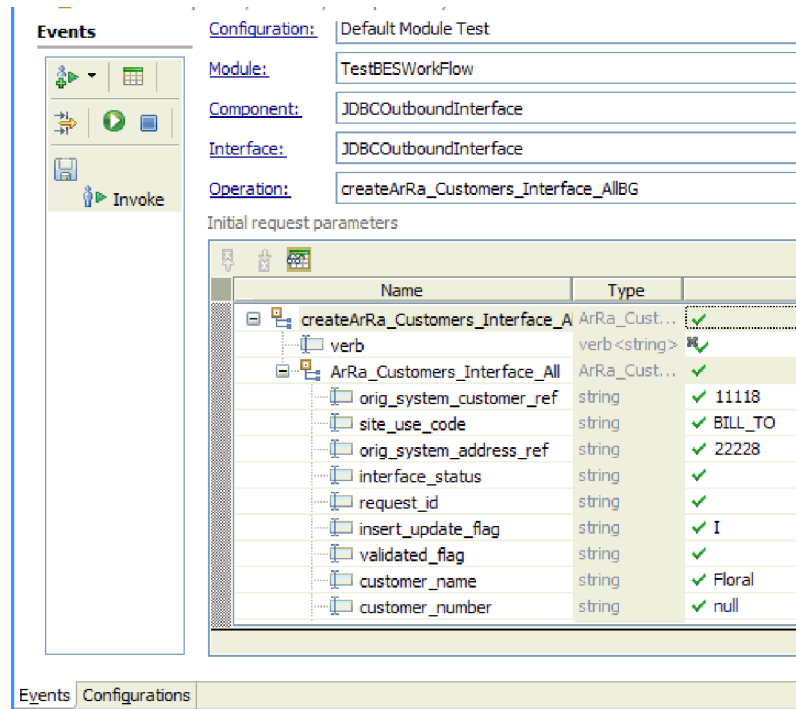 Events
Configuration: Default Module Test
Module: TestBESWorkFlow
Component: JDBCOutboundInterface
Interface: JDBCOutboundInterface
Operation: createArRa_Customers_Interface_AllBG
Invoke
Initial request parameters
Name Type
createArRa_Customers_Interface_A ArRa_Cust...
verb verb<string>
ArRa_Customers_Interface_All ArRa_Cust...
orig_system_customer_ref string 11118
site_use_code string BILL_TO
orig_system_address_ref string 22228
interface_status string
request_id string
insert_update_flag string I
validated_flag string
customer_name string Floral
customer_number string null
Events Configurations